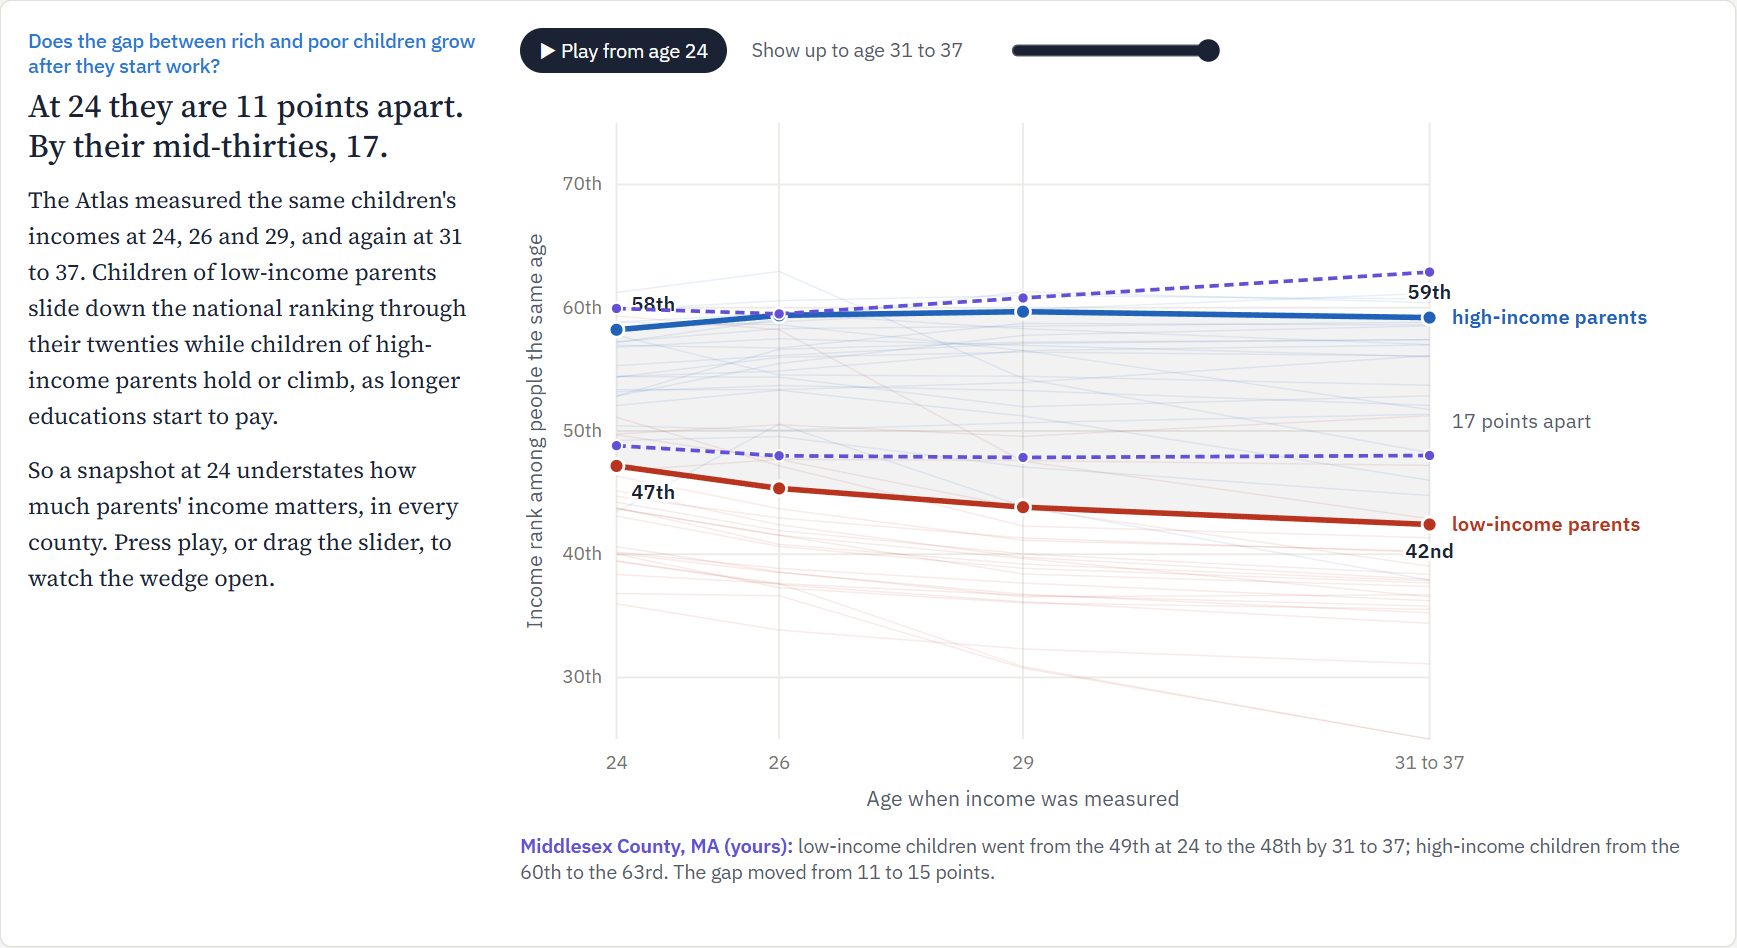 Does the gap between rich and poor children grow
after they start work?
At 24 they are 11 points apart.
By their mid-thirties, 17.
The Atlas measured the same children's
incomes at 24, 26 and 29, and again at 31
to 37. Children of low-income parents
slide down the national ranking through
their twenties while children of high-
income parents hold or climb, as longer
educations start to pay.
So a snapshot at 24 understates how
much parents' income matters, in every
county. Press play, or drag the slider, to
watch the wedge open.
▶ Play from age 24
Show up to age 31 to 37
Income rank among people the same age
70th
60th
50th
40th
30th
58th
47th
59th
high-income parents
17 points apart
low-income parents
42nd
24
26
29
31 to 37
Age when income was measured
Middlesex County, MA (yours): low-income children went from the 49th at 24 to the 48th by 31 to 37; high-income children from the
60th to the 63rd. The gap moved from 11 to 15 points.